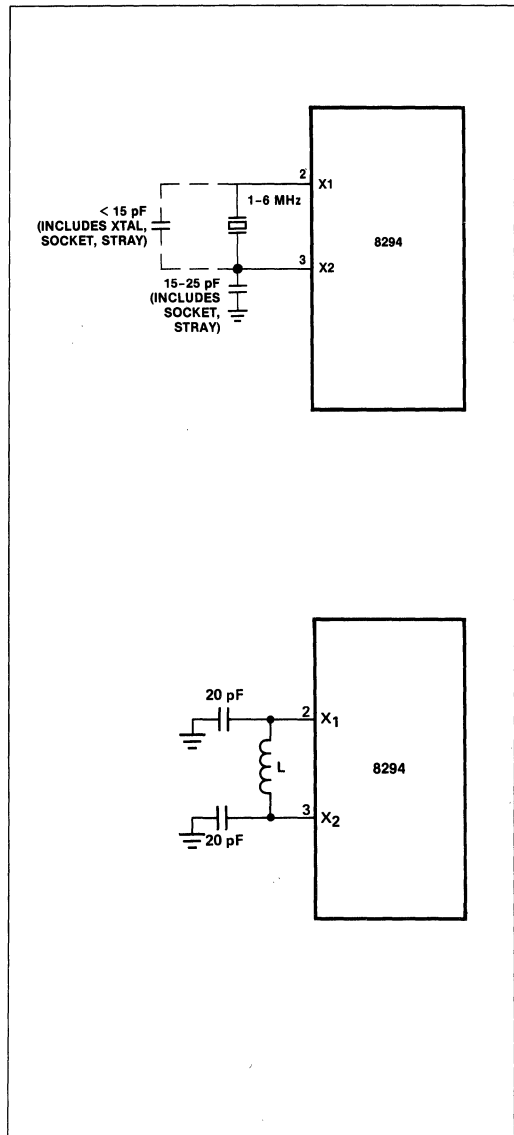 2
X1
< 15 pF
(INCLUDES XTAL,
SOCKET, STRAY)
1–6 MHz
8294
3
X2
15–25 pF
(INCLUDES
SOCKET,
STRAY)
20 pF
2
X₁
L
8294
3
X₂
20 pF